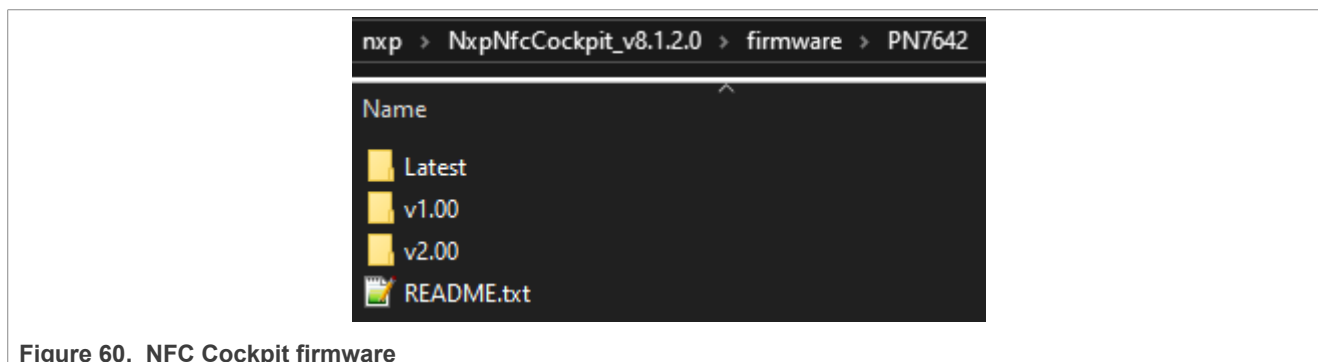 nxp > NxpNfcCockpit_v8.1.2.0 > firmware > PN7642
Name
Latest
v1.00
v2.00
README.txt
Figure 60. NFC Cockpit firmware